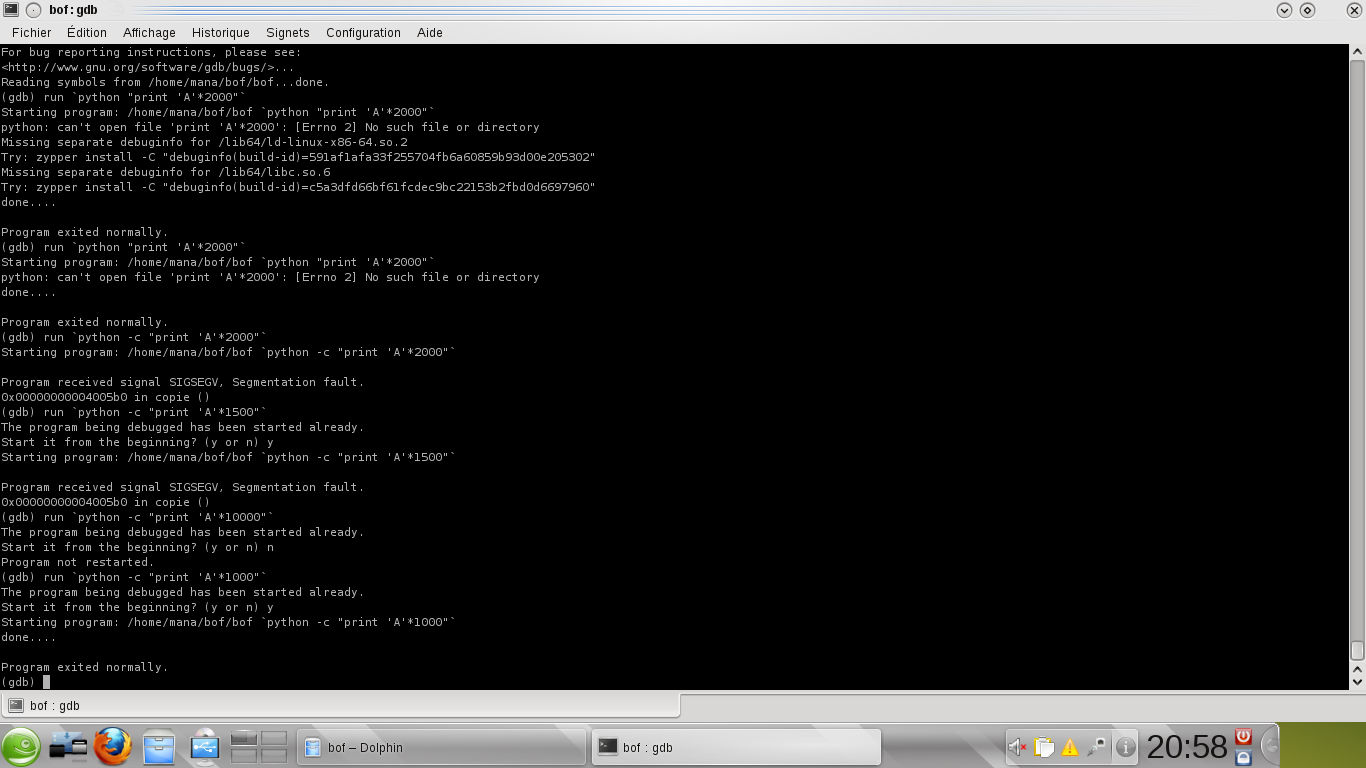 bof : gdb
Fichier Édition Affichage Historique Signets Configuration Aide
For bug reporting instructions, please see:
<http://www.gnu.org/software/gdb/bugs/>...
Reading symbols from /home/mana/bof/bof...done.
(gdb) run `python "print 'A'*2000"`
Starting program: /home/mana/bof/bof `python "print 'A'*2000"`
python: can't open file 'print 'A'*2000': [Errno 2] No such file or directory
Missing separate debuginfo for /lib64/ld-linux-x86-64.so.2
Try: zypper install -C "debuginfo(build-id)=591af1afa33f255704fb6a60859b93d00e205302"
Missing separate debuginfo for /lib64/libc.so.6
Try: zypper install -C "debuginfo(build-id)=c5a3dfd66bf61fcdec9bc22153b2fbd0d6697960"
done....
Program exited normally.
(gdb) run `python "print 'A'*2000"`
Starting program: /home/mana/bof/bof `python "print 'A'*2000"`
python: can't open file 'print 'A'*2000': [Errno 2] No such file or directory
done....
Program exited normally.
(gdb) run `python -c "print 'A'*2000"`
Starting program: /home/mana/bof/bof `python -c "print 'A'*2000"`
Program received signal SIGSEGV, Segmentation fault.
0x00000000004005b0 in copie ()
(gdb) run `python -c "print 'A'*1500"`
The program being debugged has been started already.
Start it from the beginning? (y or n) y
Starting program: /home/mana/bof/bof `python -c "print 'A'*1500"`
Program received signal SIGSEGV, Segmentation fault.
0x00000000004005b0 in copie ()
(gdb) run `python -c "print 'A'*10000"`
The program being debugged has been started already.
Start it from the beginning? (y or n) n
Program not restarted.
(gdb) run `python -c "print 'A'*1000"`
The program being debugged has been started already.
Start it from the beginning? (y or n) y
Starting program: /home/mana/bof/bof `python -c "print 'A'*1000"`
done....
Program exited normally.
(gdb)
bof : gdb
bof – Dolphin
bof : gdb
20:58